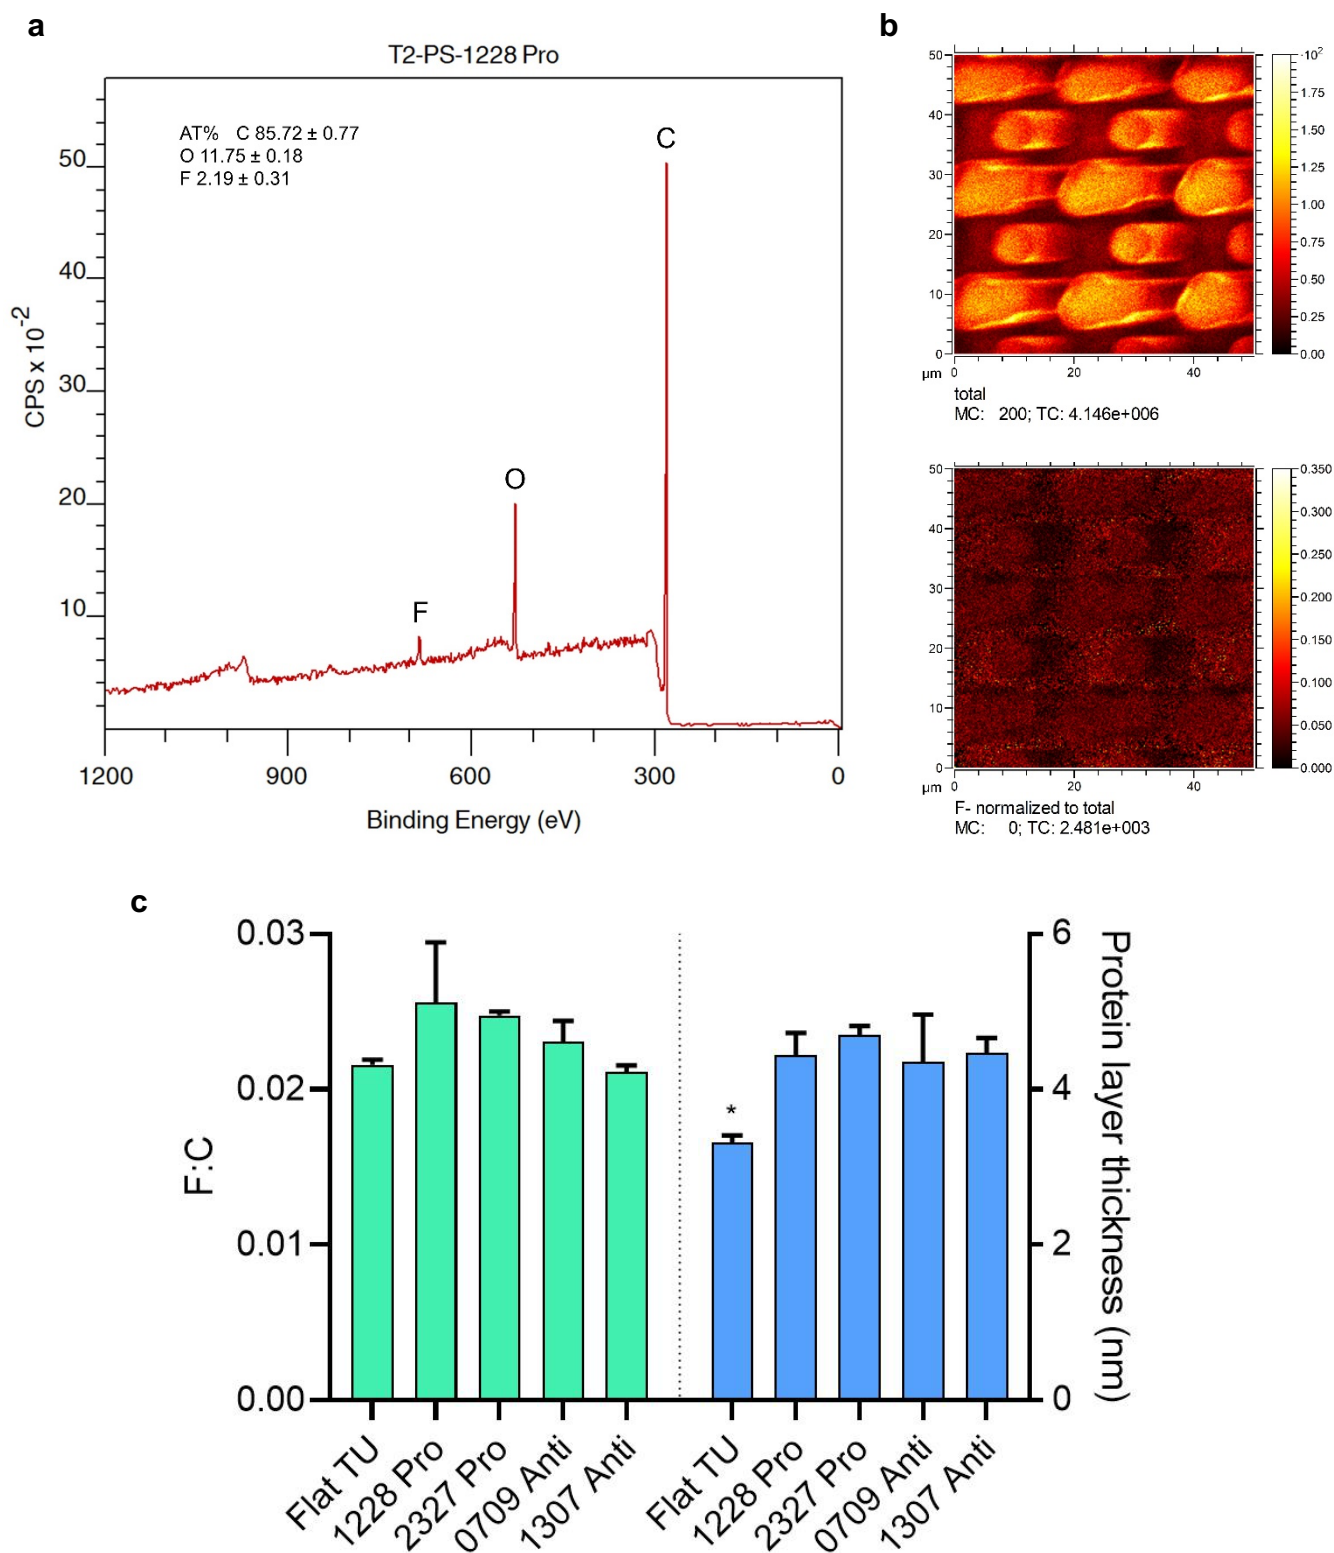 a
T2-PS-1228 Pro
AT% C 85.72 ± 0.77
O 11.75 ± 0.18
F 2.19 ± 0.31
C
O
F
50
40
30
20
10
CPS x 10-2
1200 900 600 300 0
Binding Energy (eV)
b
50
40
30
20
10
0
µm 0 20 40
·10²
1.75
1.50
1.25
1.00
0.75
0.50
0.25
0.00
total
MC: 200; TC: 4.146e+006
50
40
30
20
10
0
µm 0 20 40
0.350
0.300
0.250
0.200
0.150
0.100
0.050
0.000
F- normalized to total
MC: 0; TC: 2.481e+003
c
0.03
0.02
0.01
0.00
F:C
*
6
4
2
0
Protein layer thickness (nm)
Flat TU
1228 Pro
2327 Pro
0709 Anti
1307 Anti
Flat TU
1228 Pro
2327 Pro
0709 Anti
1307 Anti